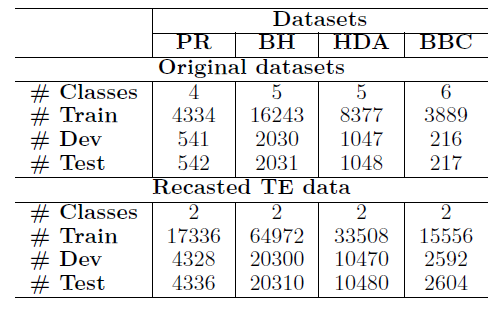 Datasets
PR BH HDA BBC
Original datasets
# Classes 4 5 5 6
# Train 4334 16243 8377 3889
# Dev 541 2030 1047 216
# Test 542 2031 1048 217
Recasted TE data
# Classes 2 2 2 2
# Train 17336 64972 33508 15556
# Dev 4328 20300 10470 2592
# Test 4336 20310 10480 2604